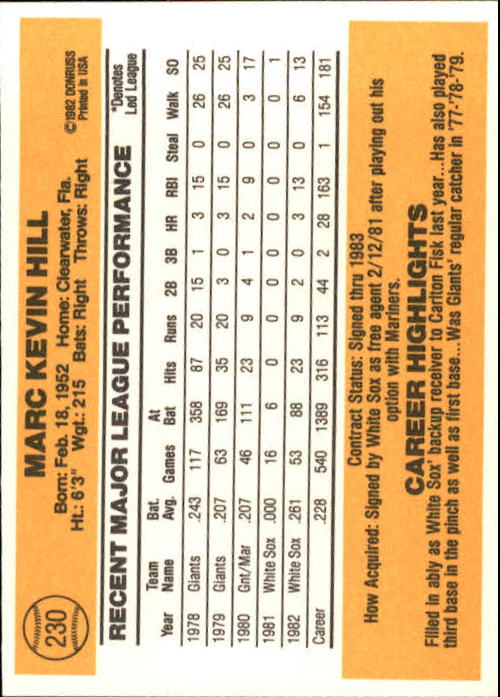 230
MARC KEVIN HILL
Born: Feb. 18, 1952 Home: Clearwater, Fla.
Ht.: 6'3" Wgt.: 215 Bats: Right Throws: Right
©1982 DONRUSS
Printed in USA
RECENT MAJOR LEAGUE PERFORMANCE
*Denotes
Led League
Team Bat. At
Year Name Avg. Games Bat Hits Runs 2B 3B HR RBI Steal Walk SO
1978 Giants .243 117 358 87 20 15 1 3 15 0 26 25
1979 Giants .207 63 169 35 20 3 0 3 15 0 26 25
1980 Gnt/Mar .207 46 111 23 9 4 1 2 9 0 3 17
1981 White Sox .000 16 6 0 0 0 0 0 0 0 0 1
1982 White Sox .261 53 88 23 9 2 0 3 13 0 6 13
Career .228 540 1389 316 113 44 2 28 163 1 154 181
Contract Status: Signed thru 1983
How Acquired: Signed by White Sox as free agent 2/12/81 after playing out his
option with Mariners.
CAREER HIGHLIGHTS
Filled in ably as White Sox' backup receiver to Carlton Fisk last year...Has also played
third base in the pinch as well as first base...Was Giants' regular catcher in '77-'78-'79.